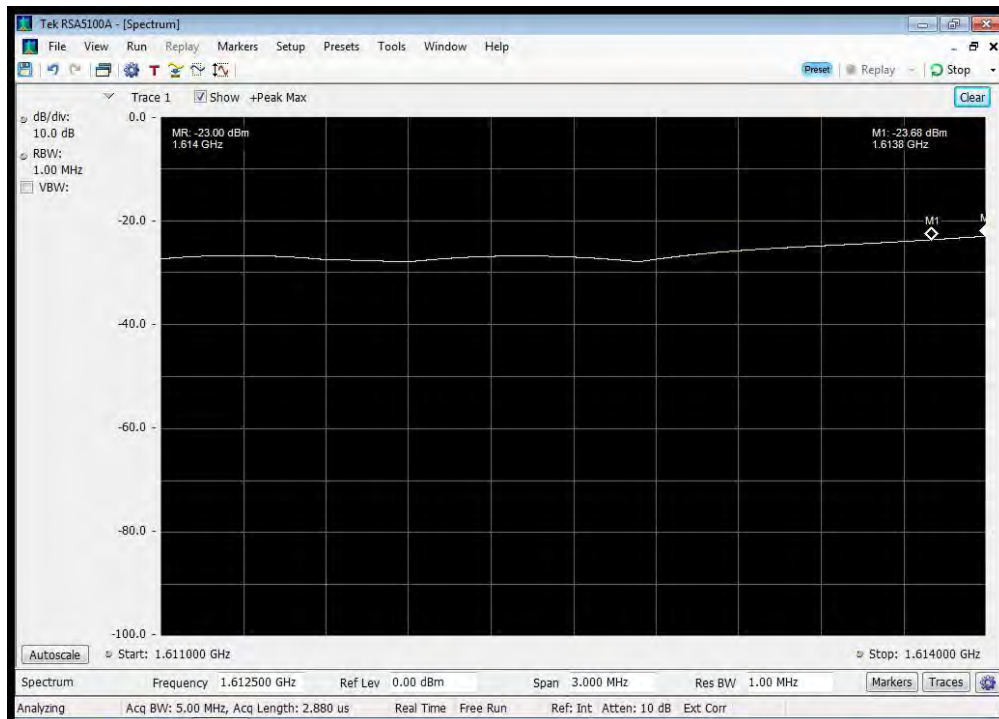 Tek RSA5100A - [Spectrum]
File View Run Replay Markers Setup Presets Tools Window Help
T
Preset Replay Stop
Trace 1 Show +Peak Max Clear
dB/div:
10.0 dB
RBW:
1.00 MHz
VBW:
0.0
MR: -23.00 dBm
1.614 GHz
M1: -23.68 dBm
1.6138 GHz
-20.0
M1
M
-40.0
-60.0
-80.0
-100.0
Autoscale Start: 1.611000 GHz Stop: 1.614000 GHz
Spectrum Frequency 1.612500 GHz Ref Lev 0.00 dBm Span 3.000 MHz Res BW 1.00 MHz Markers Traces
Analyzing Acq BW: 5.00 MHz, Acq Length: 2.880 us Real Time Free Run Ref: Int Atten: 10 dB Ext Corr